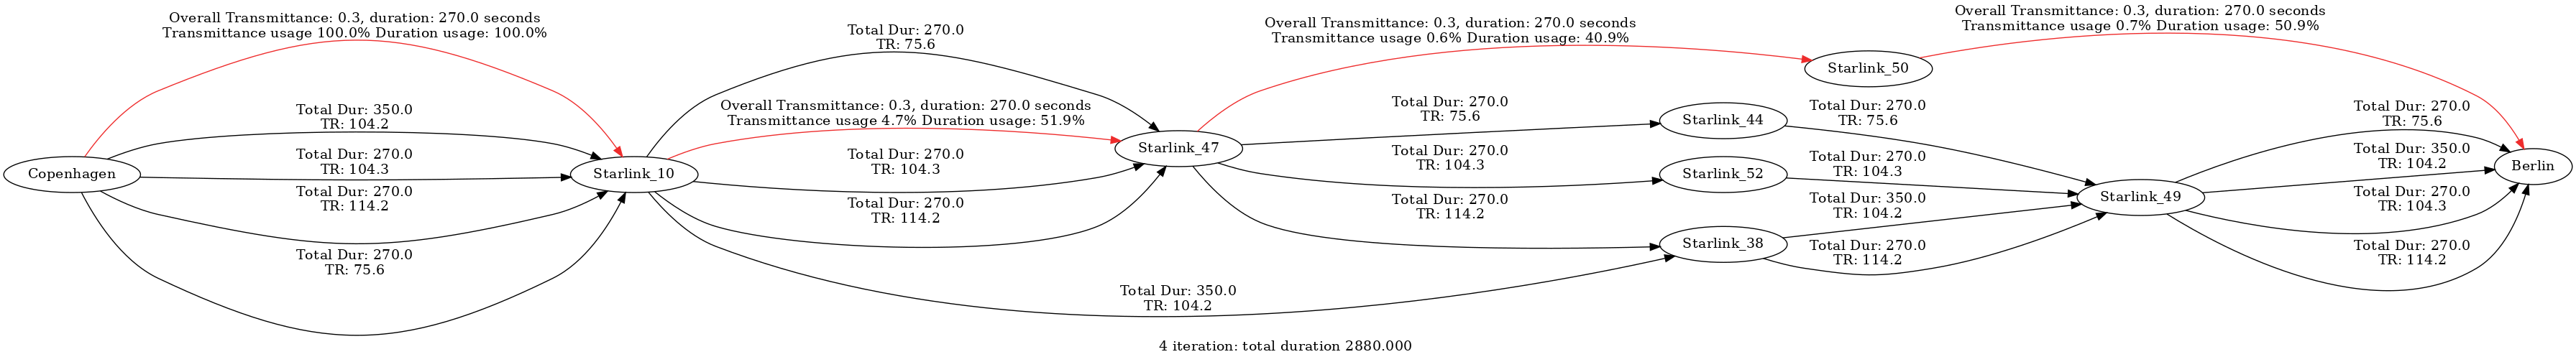 Overall Transmittance: 0.3, duration: 270.0 seconds
Transmittance usage 100.0% Duration usage: 100.0%
Total Dur: 350.0
TR: 104.2
Total Dur: 270.0
TR: 104.3
Total Dur: 270.0
TR: 114.2
Total Dur: 270.0
TR: 75.6
Copenhagen
Starlink_10
Total Dur: 270.0
TR: 75.6
Overall Transmittance: 0.3, duration: 270.0 seconds
Transmittance usage 4.7% Duration usage: 51.9%
Total Dur: 270.0
TR: 104.3
Total Dur: 270.0
TR: 114.2
Total Dur: 350.0
TR: 104.2
Starlink_47
Overall Transmittance: 0.3, duration: 270.0 seconds
Transmittance usage 0.6% Duration usage: 40.9%
Total Dur: 270.0
TR: 75.6
Total Dur: 270.0
TR: 104.3
Total Dur: 270.0
TR: 114.2
Starlink_50
Starlink_44
Starlink_52
Starlink_38
Overall Transmittance: 0.3, duration: 270.0 seconds
Transmittance usage 0.7% Duration usage: 50.9%
Total Dur: 270.0
TR: 75.6
Total Dur: 270.0
TR: 104.3
Total Dur: 350.0
TR: 104.2
Total Dur: 270.0
TR: 114.2
Starlink_49
Total Dur: 270.0
TR: 75.6
Total Dur: 350.0
TR: 104.2
Total Dur: 270.0
TR: 104.3
Total Dur: 270.0
TR: 114.2
Berlin
4 iteration: total duration 2880.000